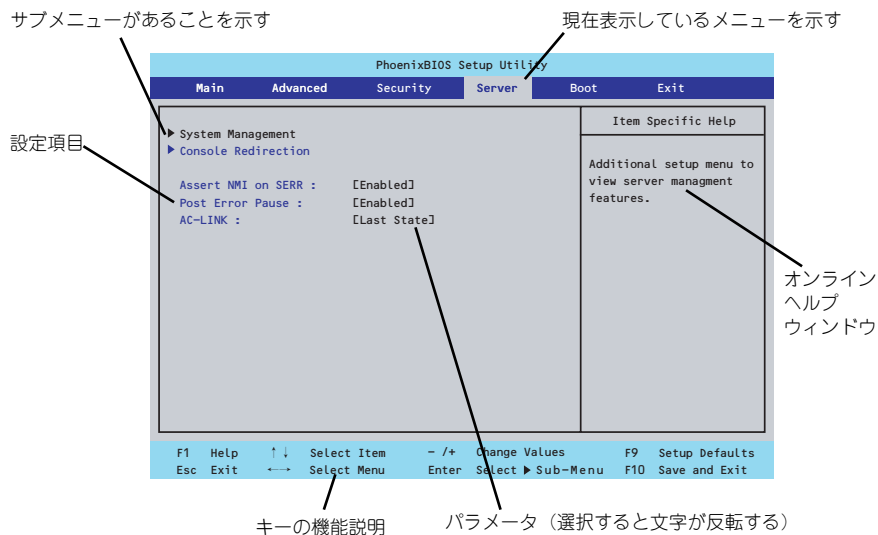 サブメニューがあることを示す
現在表示しているメニューを示す
PhoenixBIOS Setup Utility
Main Advanced Security Server Boot Exit
Item Specific Help
設定項目
▶ System Management
▶ Console Redirection
Assert NMI on SERR : [Enabled]
Post Error Pause : [Enabled]
AC-LINK : [Last State]
Additional setup menu to
view server managment
features.
オンライン
ヘルプ
ウィンドウ
F1 Help ↑↓ Select Item - /+ Change Values F9 Setup Defaults
Esc Exit ←→ Select Menu Enter Select ▶ Sub-Menu F10 Save and Exit
キーの機能説明
パラメータ（選択すると文字が反転する）